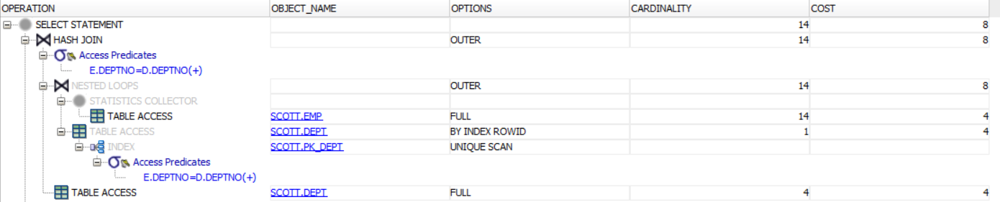 OPERATION OBJECT_NAME OPTIONS CARDINALITY COST
SELECT STATEMENT 14 8
HASH JOIN OUTER 14 8
Access Predicates
E.DEPTNO=D.DEPTNO(+)
NESTED LOOPS OUTER 14 8
STATISTICS COLLECTOR
TABLE ACCESS SCOTT.EMP FULL 14 4
TABLE ACCESS SCOTT.DEPT BY INDEX ROWID 1 4
INDEX SCOTT.PK_DEPT UNIQUE SCAN
Access Predicates
E.DEPTNO=D.DEPTNO(+)
TABLE ACCESS SCOTT.DEPT FULL 4 4